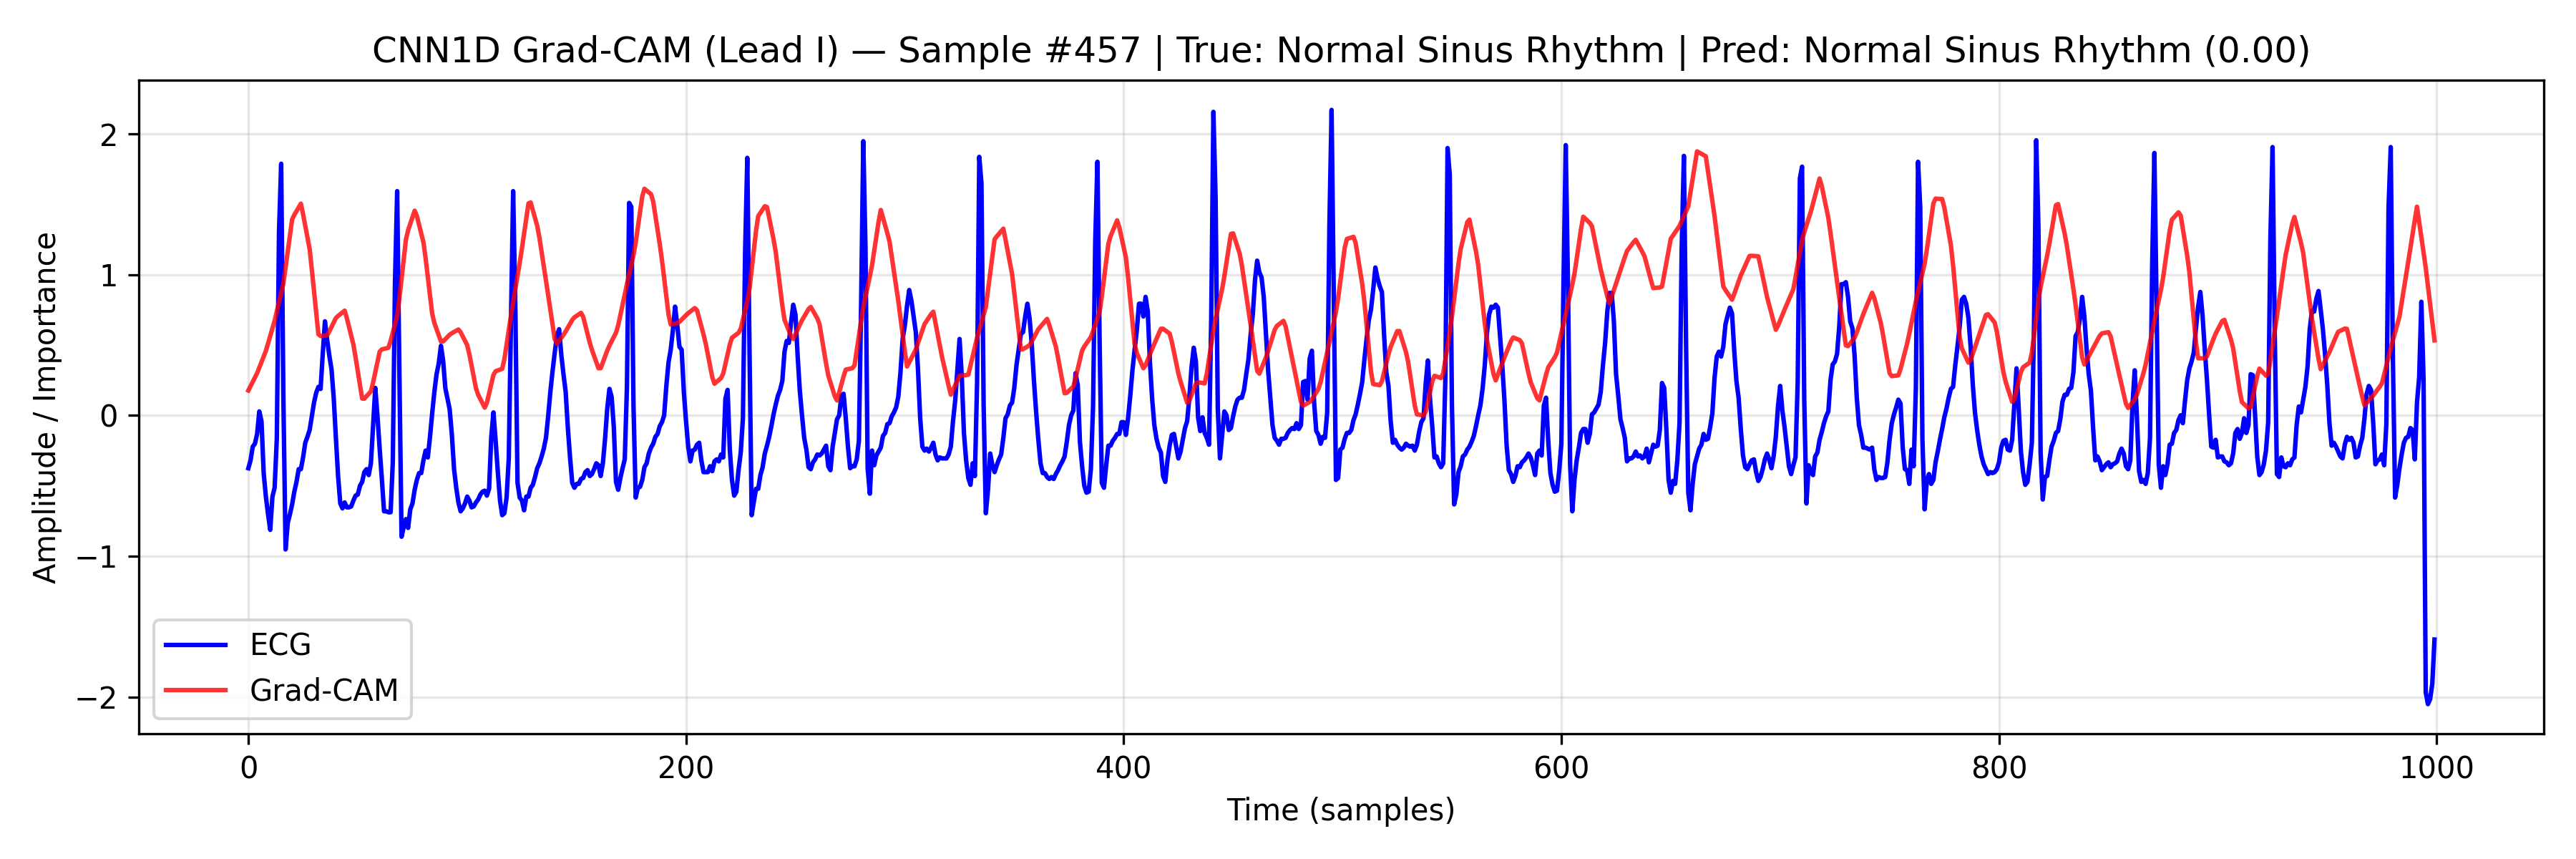 CNN1D Grad-CAM (Lead I) — Sample #457 | True: Normal Sinus Rhythm | Pred: Normal Sinus Rhythm (0.00)
Amplitude / Importance
2
1
0
−1
−2
ECG
Grad-CAM
0 200 400 600 800 1000
Time (samples)